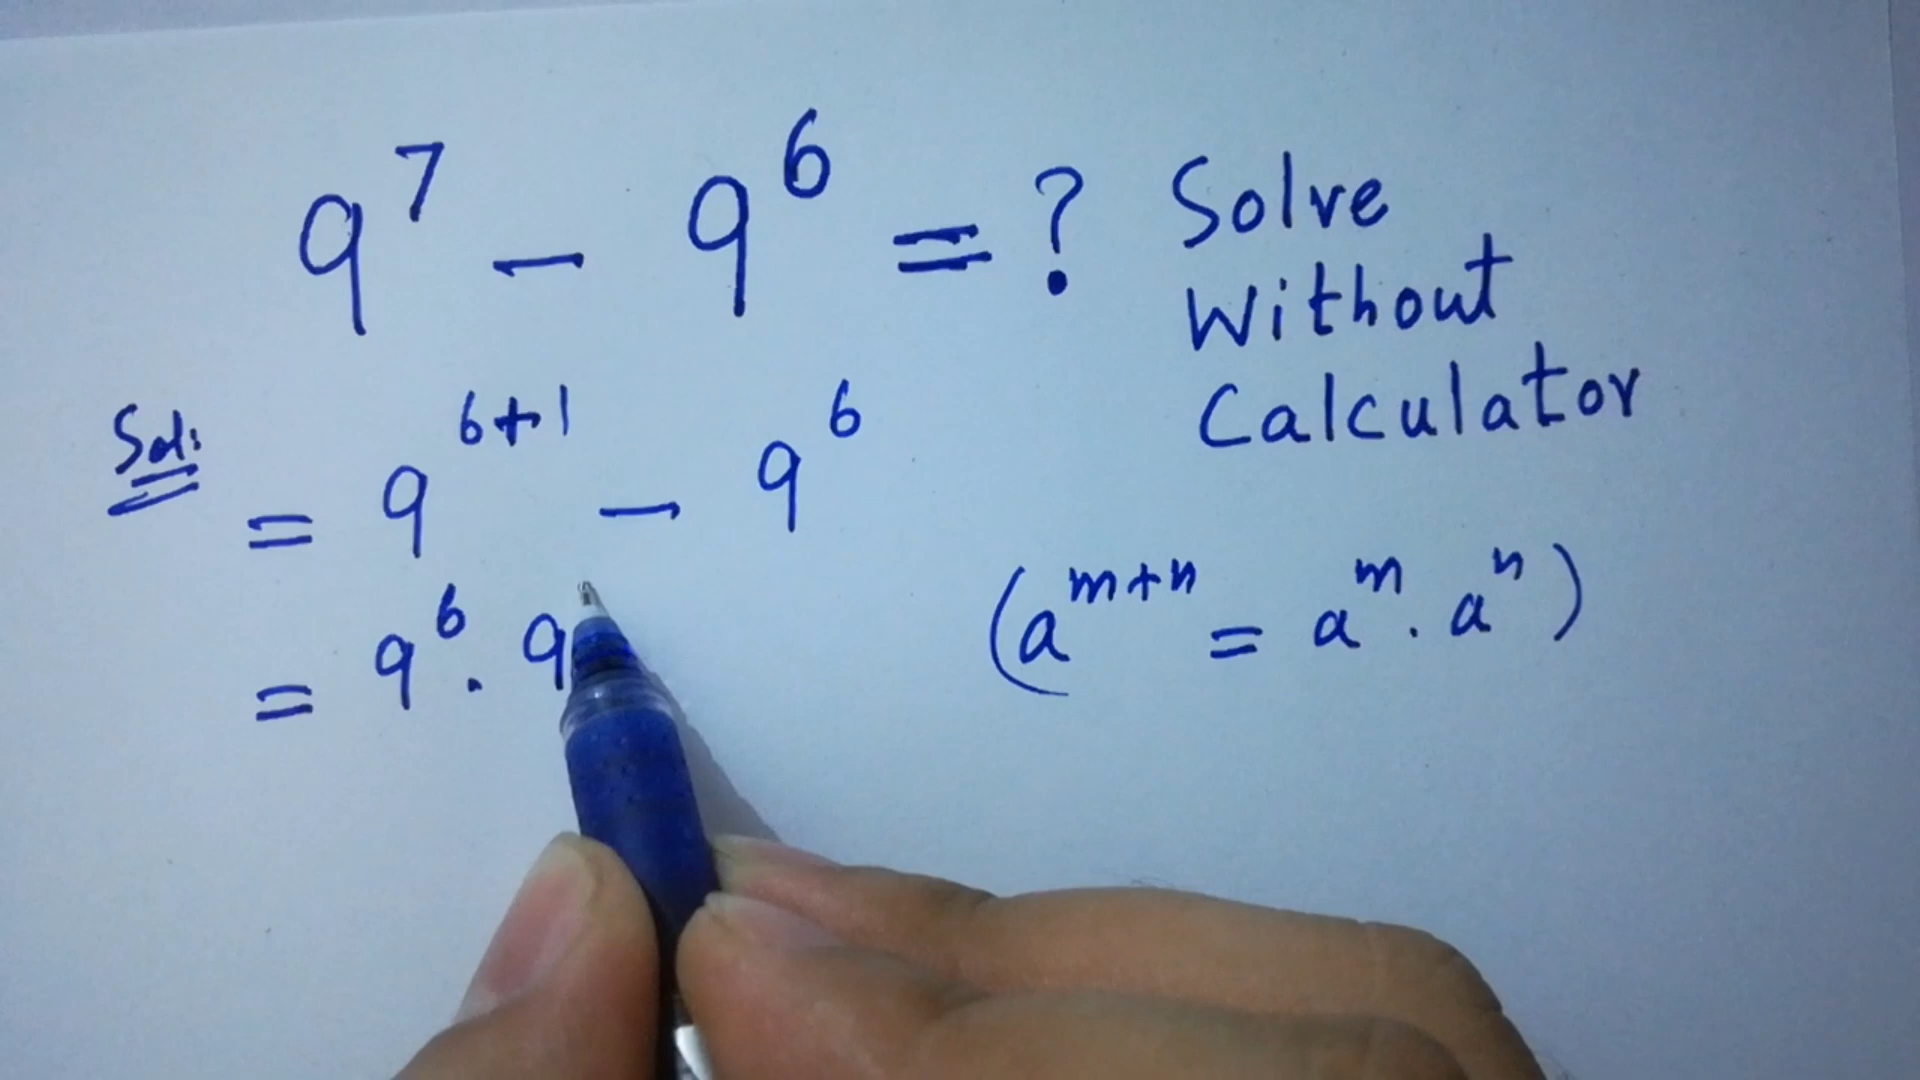 9⁷ − 9⁶ = ? Solve
Without
Calculator
Sol:
= 9⁶⁺¹ − 9⁶
(aᵐ⁺ⁿ = aᵐ . aⁿ)
= 9⁶ . 9